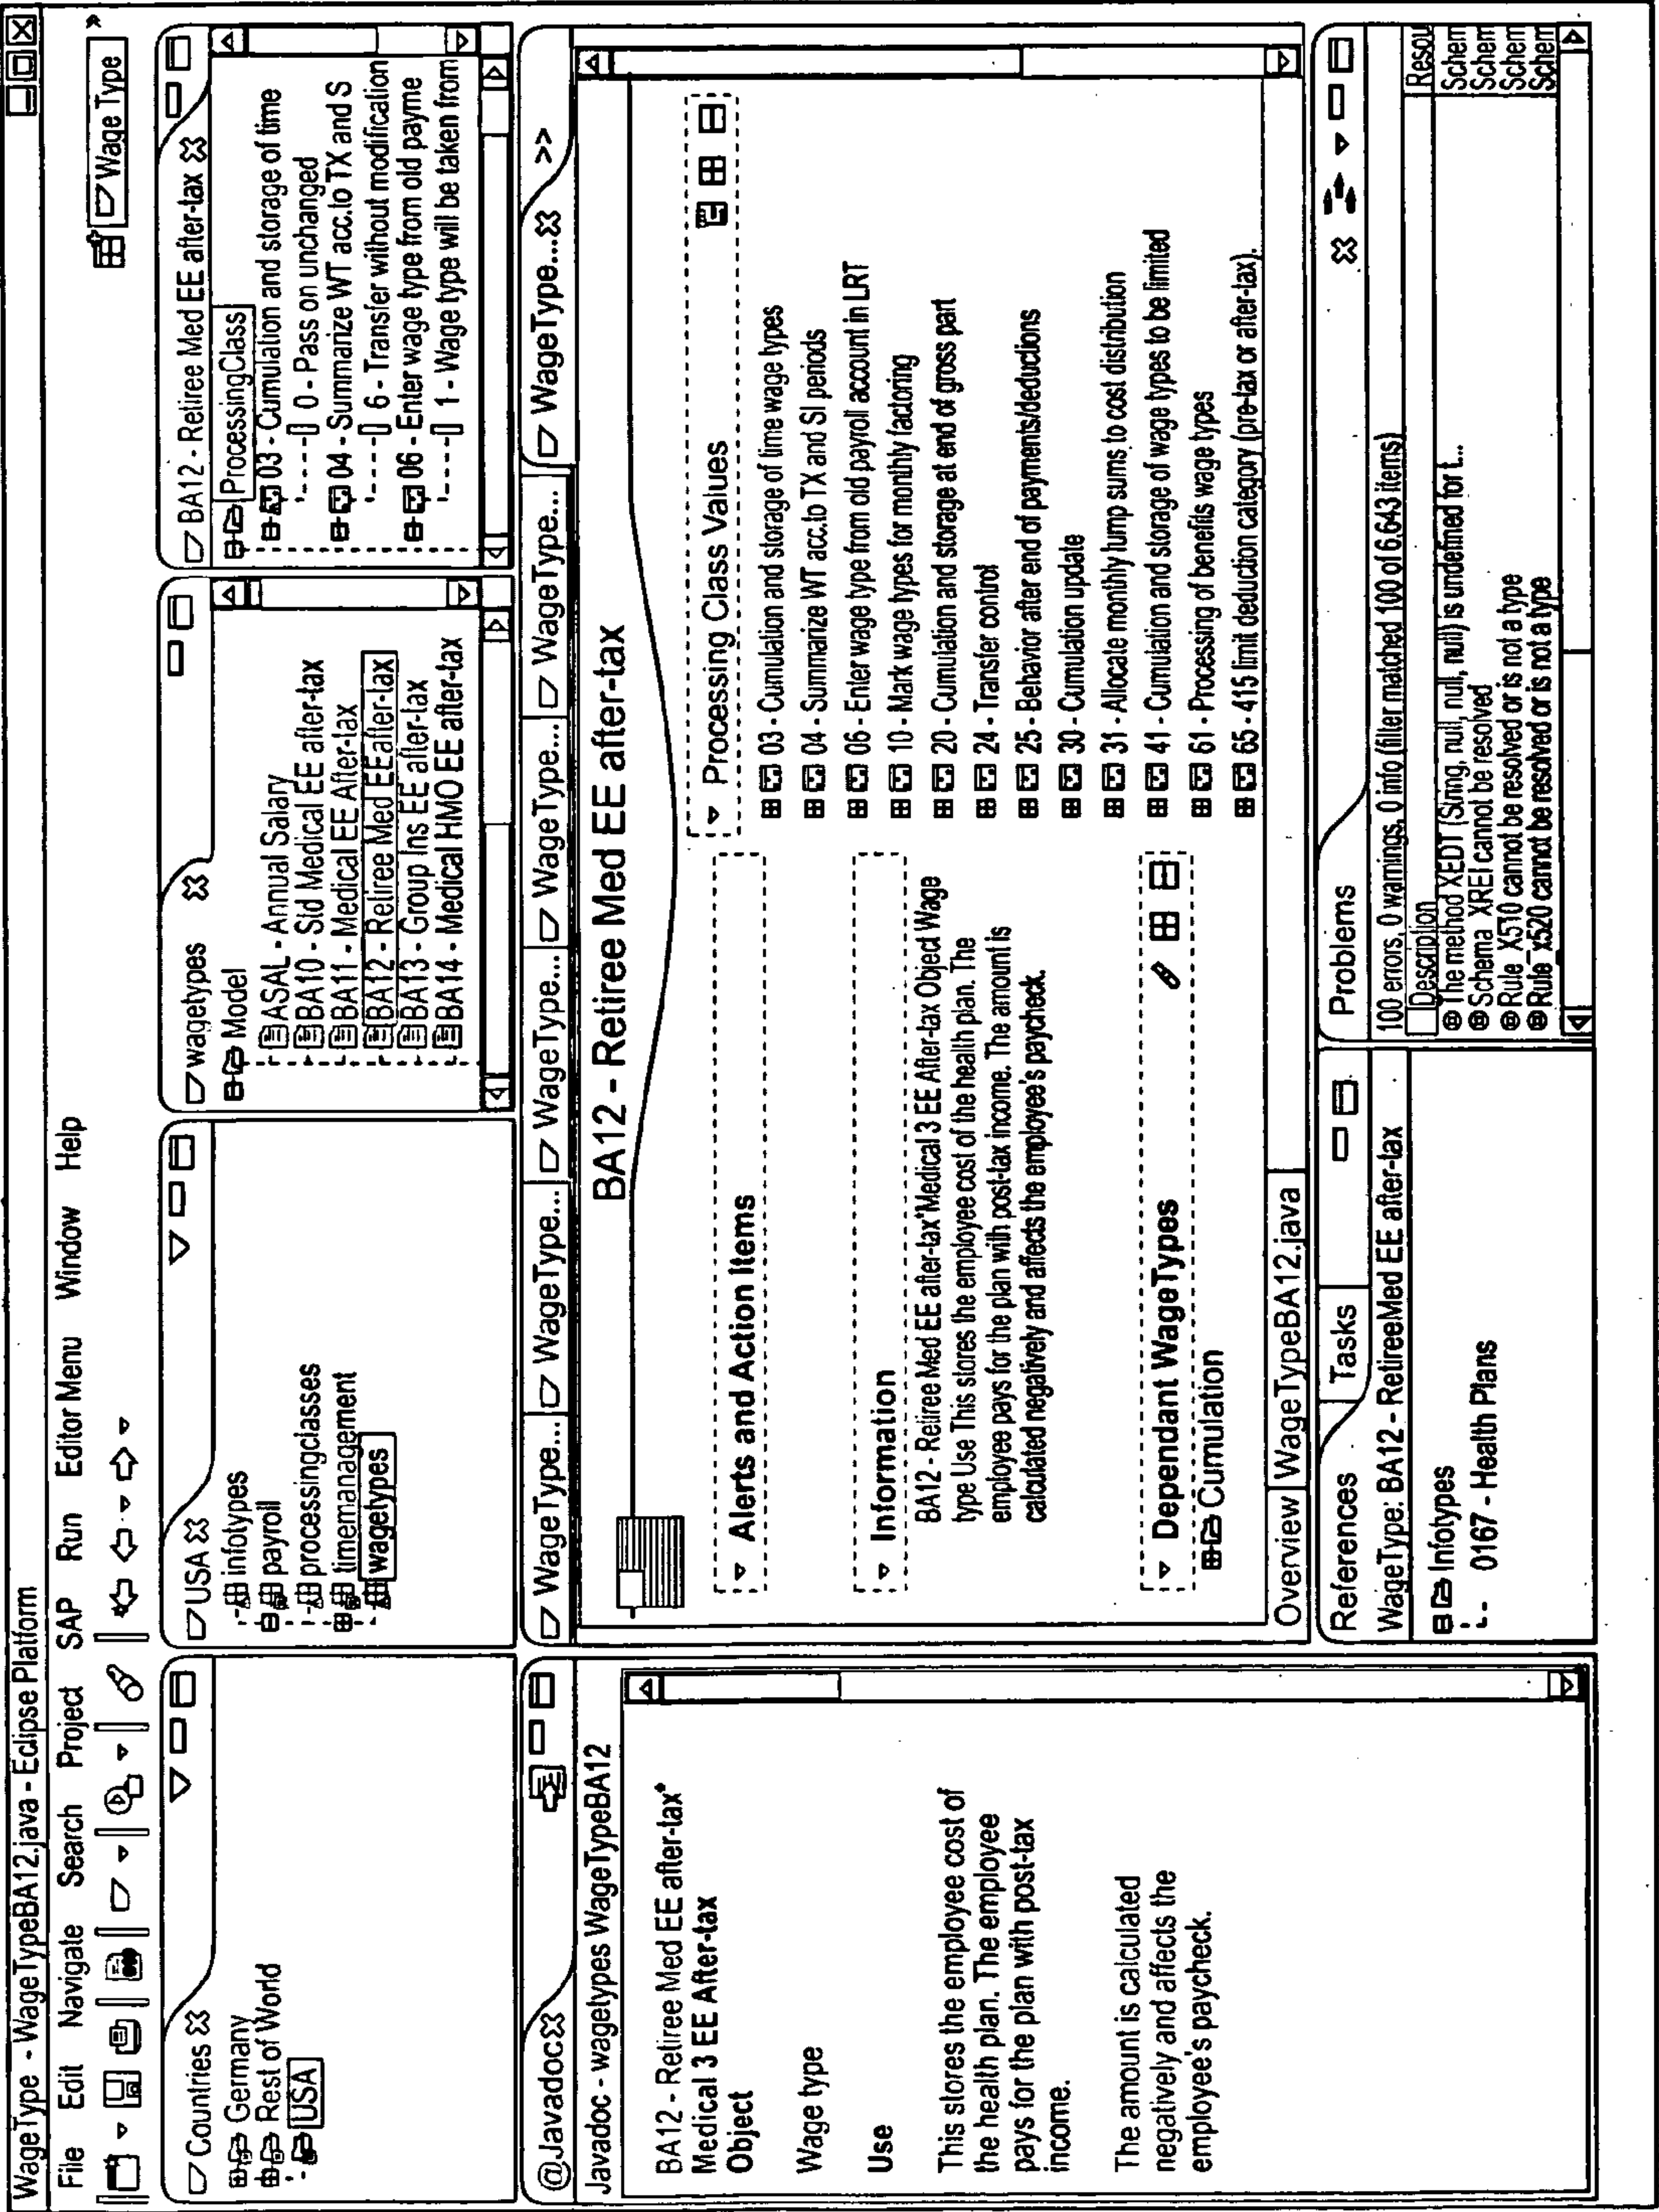 WageType - WageTypeBA12.java - Eclipse Platform
File Edit Navigate Search Project SAP Run Editor Menu Window Help
Wage Type
Countries
Germany
Rest of World
USA
USA
infotypes
payroll
processingclasses
timemanagement
wagetypes
wagetypes
Model
ASAL - Annual Salary
BA10 - Std Medical EE after-tax
BA11 - Medical EE After-tax
BA12 - Retiree Med EEafter-tax
BA13 - Group Ins EE after-tax
BA14 - Medical HMO EE after-tax
BA12 - Retiree Med EE after-tax
ProcessingClass
03 - Cumulation and storage of time
0 - Pass on unchanged
04 - Summarize WT acc.to TX and S
6 - Transfer without modification
06 - Enter wage type from old payme
1 - Wage type will be taken from
@Javadoc
Javadoc - wagetypes WageTypeBA12
BA12 - Retiree Med EE after-tax*
Medical 3 EE After-tax
Object
Wage type
Use
This stores the employee cost of
the health plan. The employee
pays for the plan with post-tax
income.
The amount is calculated
negatively and affects the
employee's paycheck.
WageType... WageType... WageType... WageType... WageType... WageType... >>
BA12 - Retiree Med EE after-tax
Alerts and Action Items
Information
BA12 - Retiree Med EE after-tax*Medical 3 EE After-tax Object Wage
type Use This stores the employee cost of the health plan. The
employee pays for the plan with post-tax income. The amount is
calculated negatively and affects the employee's paycheck.
Dependant WageTypes
Cumulation
Processing Class Values
03 - Cumulation and storage of time wage types
04 - Summarize WT acc.to TX and SI periods
06 - Enter wage type from old payroll account in LRT
10 - Mark wage types for monthly factoring
20 - Cumulation and storage at end of gross part
24 - Transfer control
25 - Behavior after end of payments/deductions
30 - Cumulation update
31 - Allocate monthly lump sums to cost distribution
41 - Cumulation and storage of wage types to be limited
61 - Processing of benefits wage types
65 - 415 limit deduction category (pre-tax or after-tax).
Overview WageTypeBA12.java
References Tasks
WageType: BA12 - RetireeMed EE after-tax
Infotypes
0167 - Health Plans
Problems
100 errors, 0 warnings, 0 info (filter matched 100 of 6,643 items)
Description Resou
The method XEDT (String, null, null, null) is undefined for t... Schem
Schema_XREI cannot be resolved Schem
Rule_X510 cannot be resolved or is not a type Schem
Rule_x520 cannot be resolved or is not a type Schem